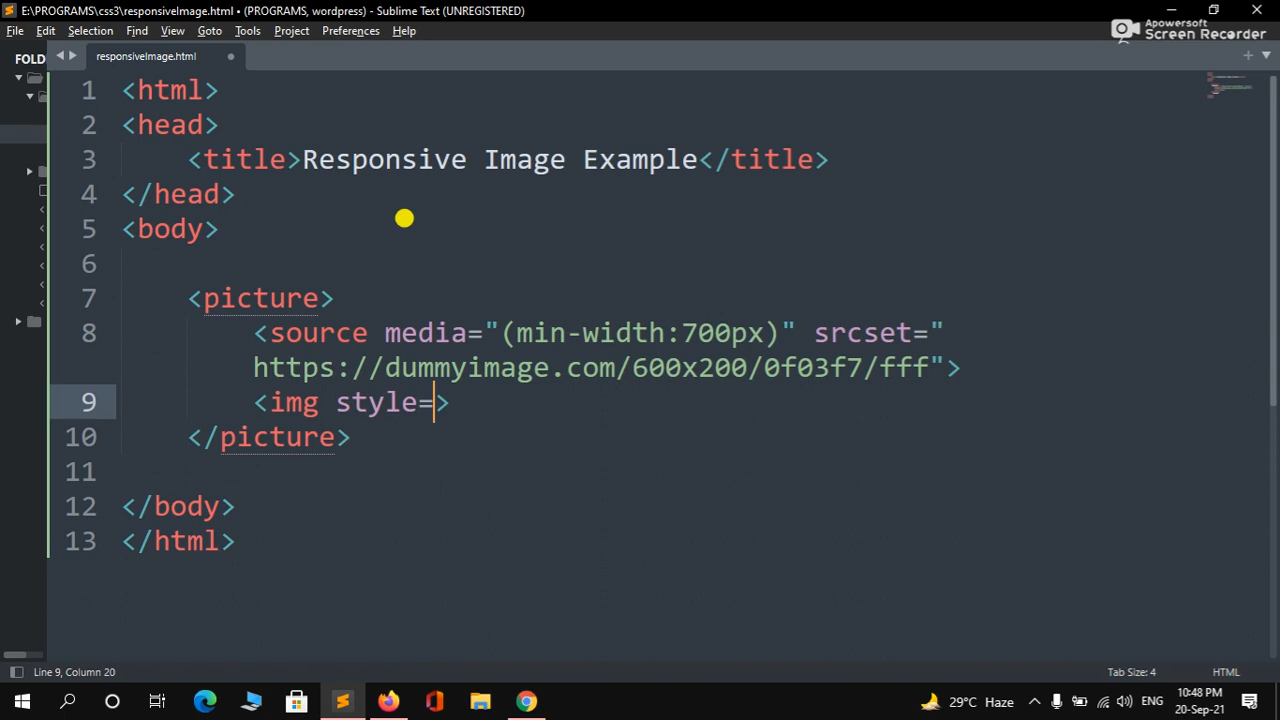 E:\PROGRAMS\css3\responsiveImage.html • (PROGRAMS, wordpress) - Sublime Text (UNREGISTERED)
File Edit Selection Find View Goto Tools Project Preferences Help
Apowersoft
Screen Recorder
FOLD
responsiveImage.html
1 <html>
2 <head>
3 <title>Responsive Image Example</title>
4 </head>
5 <body>
6
7 <picture>
8 <source media="(min-width:700px)" srcset="
https://dummyimage.com/600x200/0f03f7/fff">
9 <img style=>
10 </picture>
11
12 </body>
13 </html>
Line 9, Column 20
Tab Size: 4
HTML
29°C Haze
ENG
10:48 PM
20-Sep-21